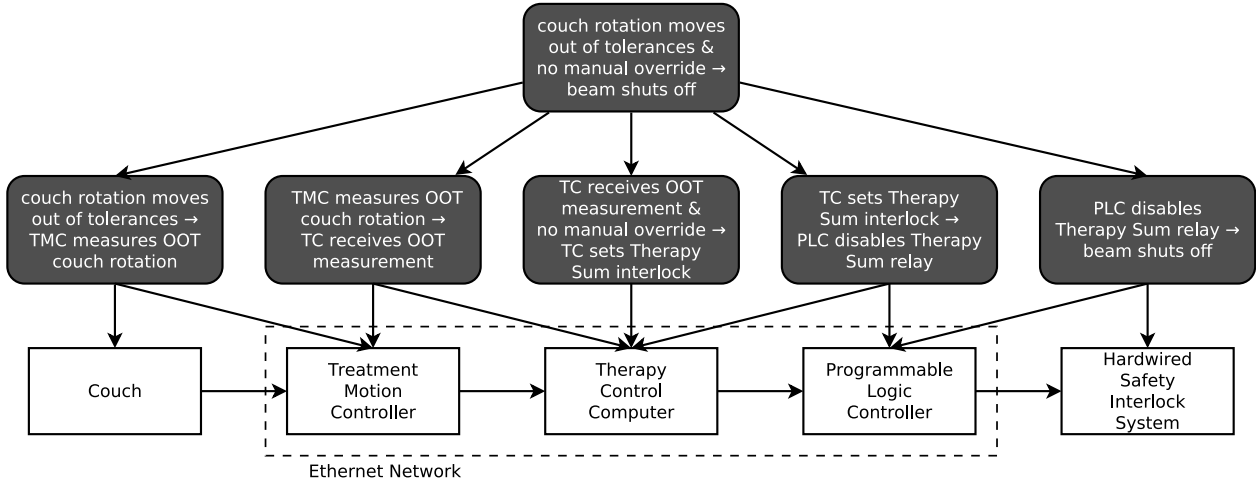 couch rotation moves
out of tolerances &
no manual override →
beam shuts off
couch rotation moves
out of tolerances →
TMC measures OOT
couch rotation
TMC measures OOT
couch rotation →
TC receives OOT
measurement
TC receives OOT
measurement &
no manual override →
TC sets Therapy
Sum interlock
TC sets Therapy
Sum interlock →
PLC disables Therapy
Sum relay
PLC disables
Therapy Sum relay →
beam shuts off
Couch
Treatment
Motion
Controller
Therapy
Control
Computer
Programmable
Logic
Controller
Hardwired
Safety
Interlock
System
Ethernet Network